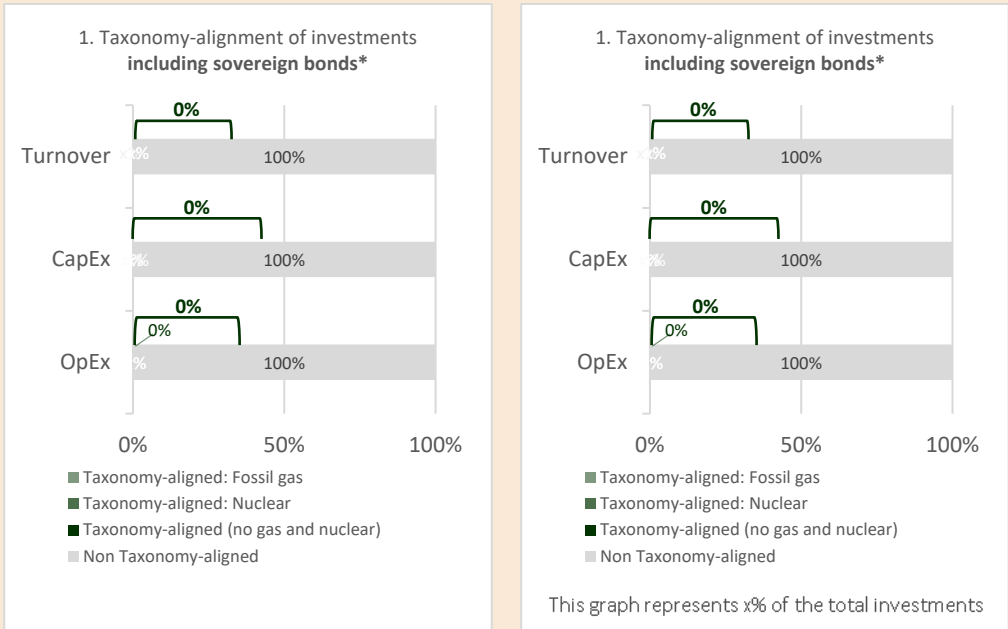 1. Taxonomy-alignment of investments
including sovereign bonds*
0%
Turnover
100%
0%
CapEx
100%
0%
0%
OpEx
%
100%
0%
50%
100%
Taxonomy-aligned: Fossil gas
Taxonomy-aligned: Nuclear
Taxonomy-aligned (no gas and nuclear)
Non Taxonomy-aligned
1. Taxonomy-alignment of investments
including sovereign bonds*
0%
Turnover
100%
0%
CapEx
100%
0%
0%
OpEx
%
100%
0%
50%
100%
Taxonomy-aligned: Fossil gas
Taxonomy-aligned: Nuclear
Taxonomy-aligned (no gas and nuclear)
Non Taxonomy-aligned
This graph represents x% of the total investments